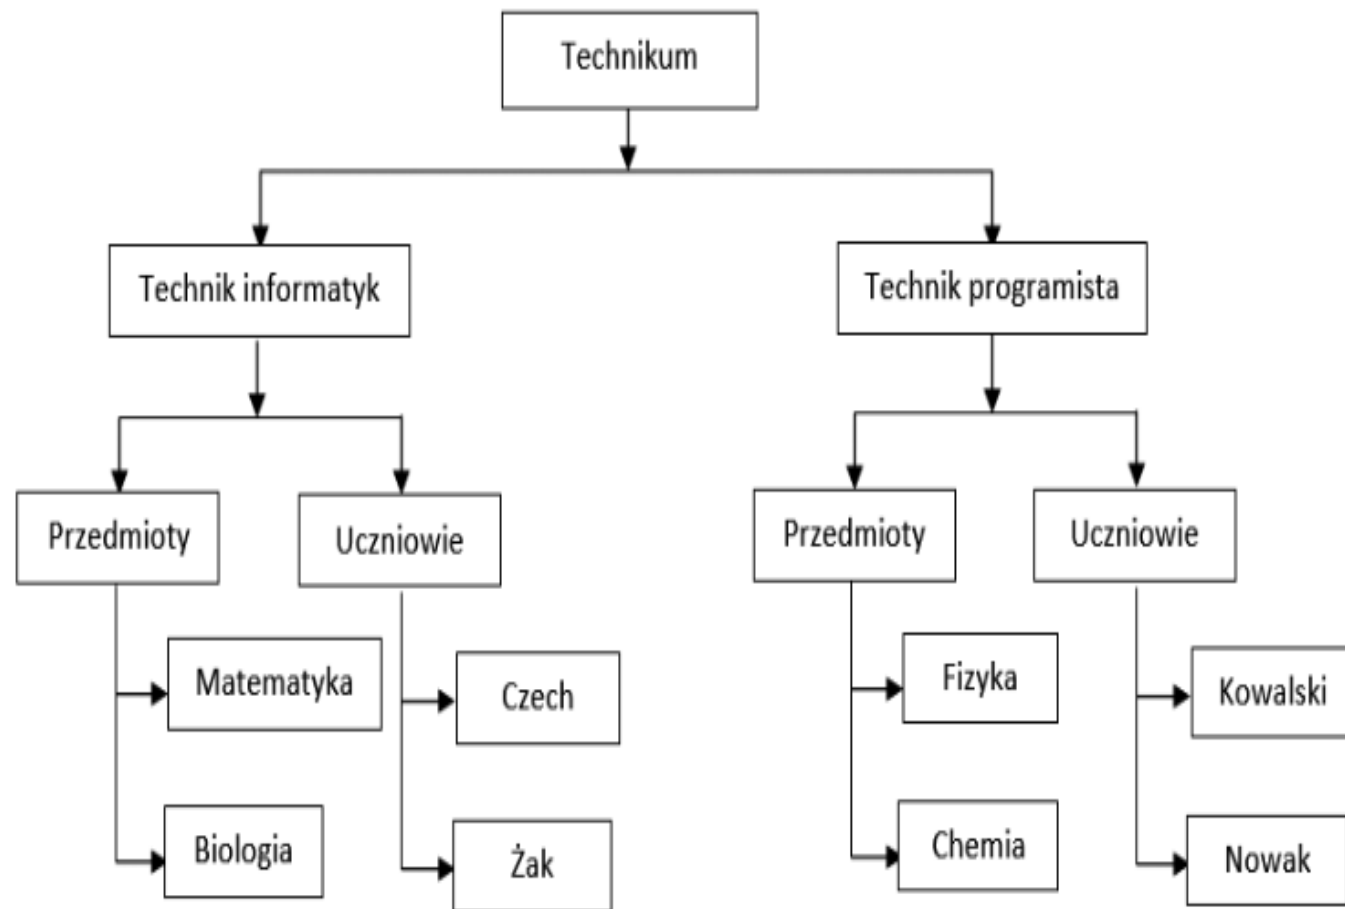 Technikum
Technik informatyk
Technik programista
Przedmioty
Uczniowie
Przedmioty
Uczniowie
Matematyka
Czech
Fizyka
Kowalski
Biologia
Żak
Chemia
Nowak